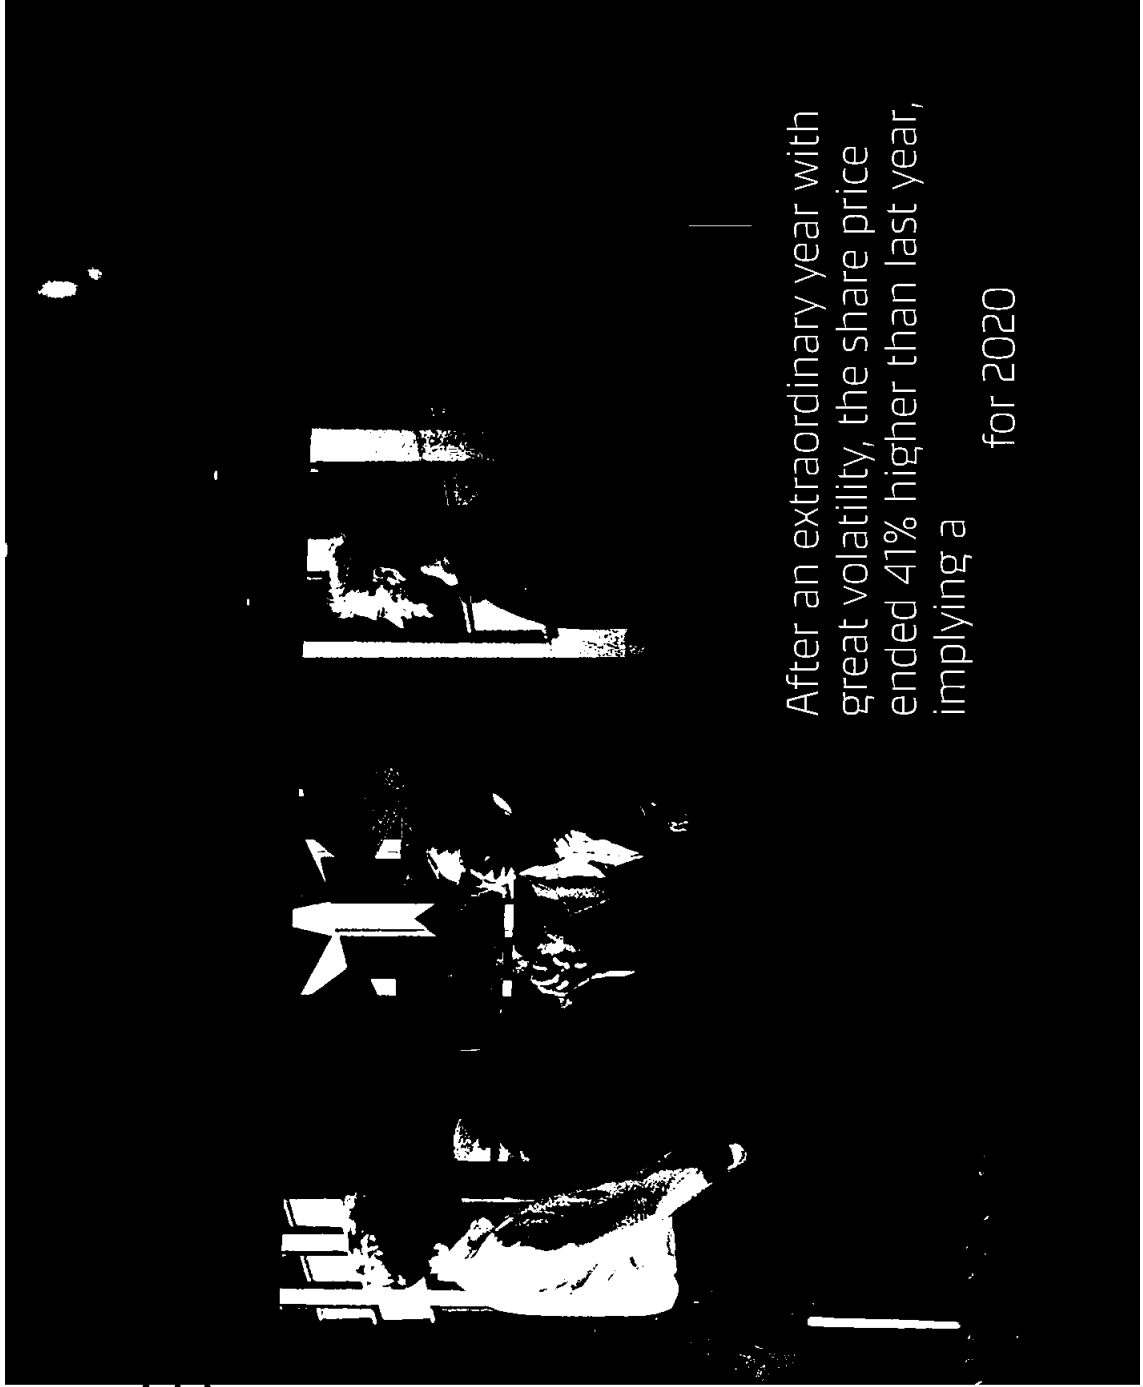 After an extraordinary year with
great volatility, the share price
ended 41% higher than last year,
implying a
for 2020